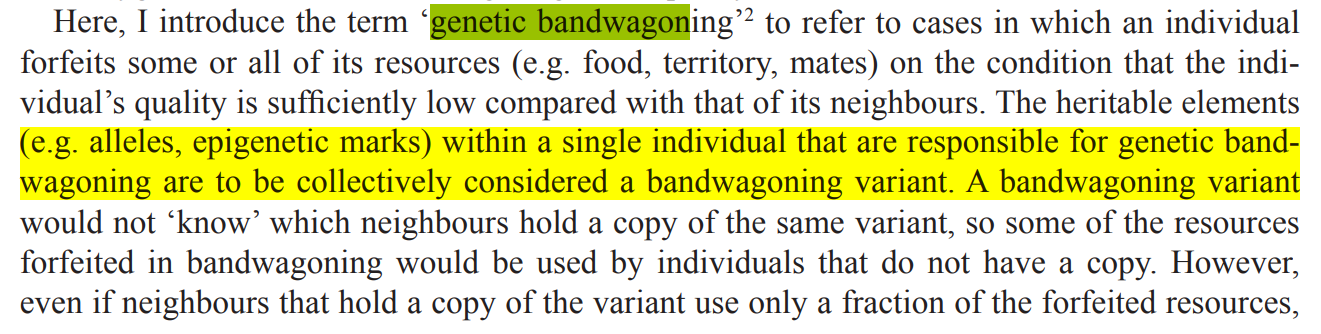 Here, I introduce the term ‘genetic bandwagoning’² to refer to cases in which an individual
forfeits some or all of its resources (e.g. food, territory, mates) on the condition that the indi-
vidual’s quality is sufficiently low compared with that of its neighbours. The heritable elements
(e.g. alleles, epigenetic marks) within a single individual that are responsible for genetic band-
wagoning are to be collectively considered a bandwagoning variant. A bandwagoning variant
would not ‘know’ which neighbours hold a copy of the same variant, so some of the resources
forfeited in bandwagoning would be used by individuals that do not have a copy. However,
even if neighbours that hold a copy of the variant use only a fraction of the forfeited resources,